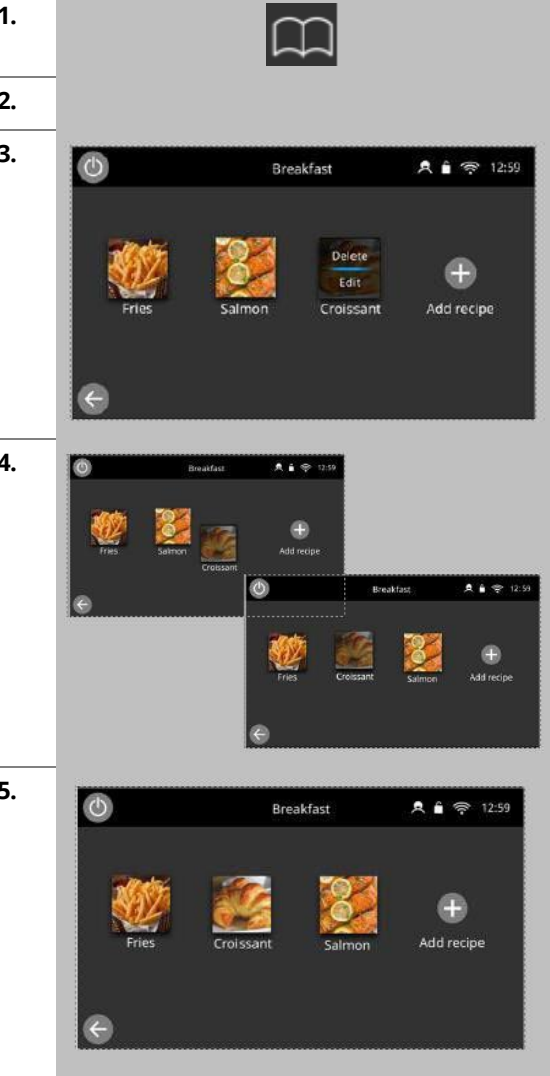 1.
2.
3.
Breakfast 12:59
Delete
Edit
Fries Salmon Croissant Add recipe
4.
Breakfast 12:59
Fries Salmon Croissant Add recipe
Breakfast 12:59
Fries Croissant Salmon Add recipe
5.
Breakfast 12:59
Fries Croissant Salmon Add recipe